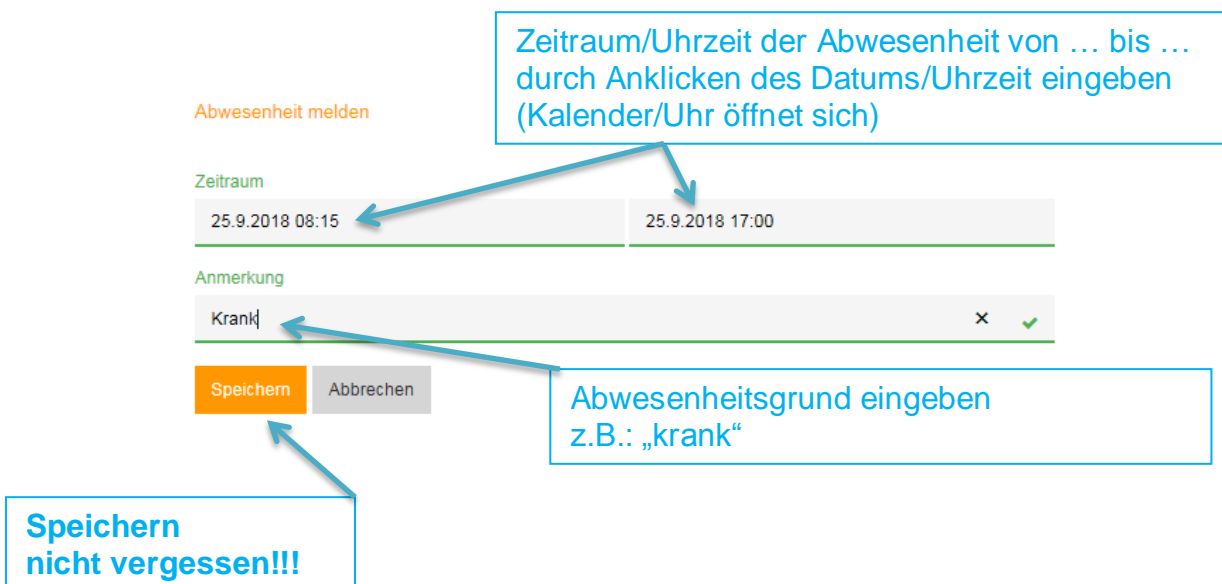 Zeitraum/Uhrzeit der Abwesenheit von … bis …
durch Anklicken des Datums/Uhrzeit eingeben
(Kalender/Uhr öffnet sich)
Abwesenheit melden
Zeitraum
25.9.2018 08:15
25.9.2018 17:00
Anmerkung
Krank
Speichern
Abbrechen
Abwesenheitsgrund eingeben
z.B.: „krank“
Speichern
nicht vergessen!!!